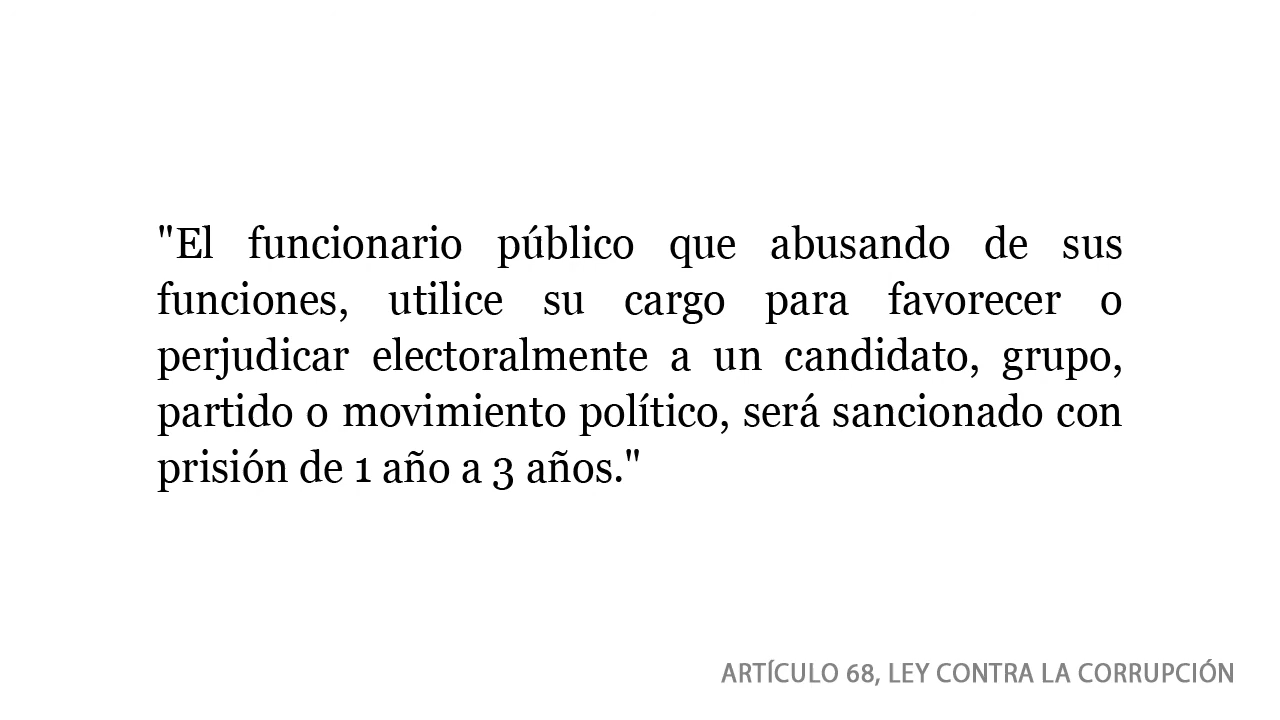 "El funcionario público que abusando de sus
funciones, utilice su cargo para favorecer o
perjudicar electoralmente a un candidato, grupo,
partido o movimiento político, será sancionado con
prisión de 1 año a 3 años."
ARTÍCULO 68, LEY CONTRA LA CORRUPCIÓN